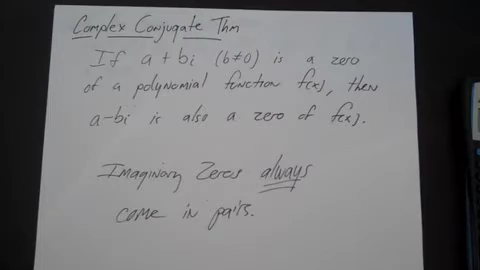 Complex Conjugate Thm
If a + bi (b≠0) is a zero
of a polynomial function f(x), then
a-bi is also a zero of f(x).
Imaginary Zeros always
come in pairs.